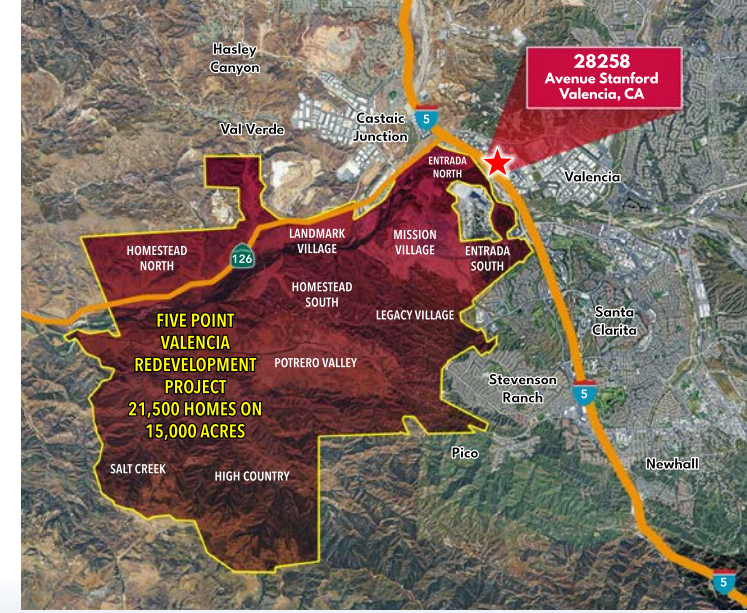 Hasley
Canyon
28258
Avenue Stanford
Valencia, CA
5
Castaic
Junction
Val Verde
ENTRADA
NORTH
Valencia
LANDMARK
VILLAGE
MISSION
VILLAGE
HOMESTEAD
NORTH
126
ENTRADA
SOUTH
HOMESTEAD
SOUTH
LEGACY VILLAGE
Santa
Clarita
FIVE POINT
VALENCIA
REDEVELOPMENT
PROJECT
21,500 HOMES ON
15,000 ACRES
POTRERO VALLEY
Stevenson
Ranch
5
Pico
Newhall
SALT CREEK
HIGH COUNTRY
5